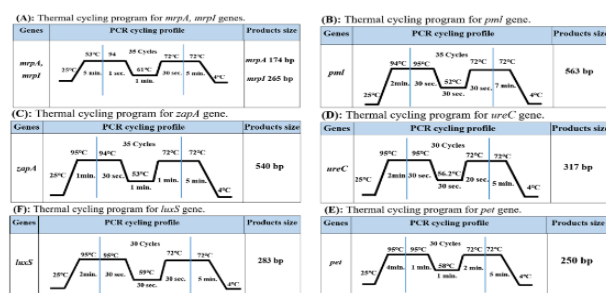 (A): Thermal cycling program for mrpA, mrpI genes.
Genes PCR cycling profile Products size
mrpA, mrpI
35 Cycles
53°C 94 72°C 72°C
25°C 5 min. 1 sec. 61°C 30 sec. 5 min. 4°C
1 min.
mrpA 174 bp
mrpI 265 bp
(B): Thermal cycling program for pmI gene.
Genes PCR cycling profile Products size
pmI
35 Cycles
94°C 95°C 72°C 72°C
25°C 2min. 30 sec. 52°C 30 sec. 7 min. 4°C
30 sec.
563 bp
(C): Thermal cycling program for zapA gene.
Genes PCR cycling profile Products size
zapA
35 Cycles
95°C 94°C 72°C 72°C
25°C 1min. 30 sec. 53°C 1 min. 5 min. 4°C
1 min.
540 bp
(D): Thermal cycling program for ureC gene.
Genes PCR cycling profile Products size
ureC
30 Cycles
95°C 95°C 72°C 72°C
25°C 2min 30 sec. 56.2°C 20 sec. 5 min. 4°C
30 sec.
317 bp
(F): Thermal cycling program for luxS gene.
Genes PCR cycling profile Products size
luxS
30 Cycles
95°C 95°C 72°C 72°C
25°C 2min. 30 sec. 59°C 30 sec. 5 min. 4°C
30 sec.
283 bp
(E): Thermal cycling program for pet gene.
Genes PCR cycling profile Products size
pet
30 Cycles
95°C 95°C 72°C 72°C
25°C 4min. 1 min. 58°C 2 min. 5 min. 4°C
1 min.
250 bp